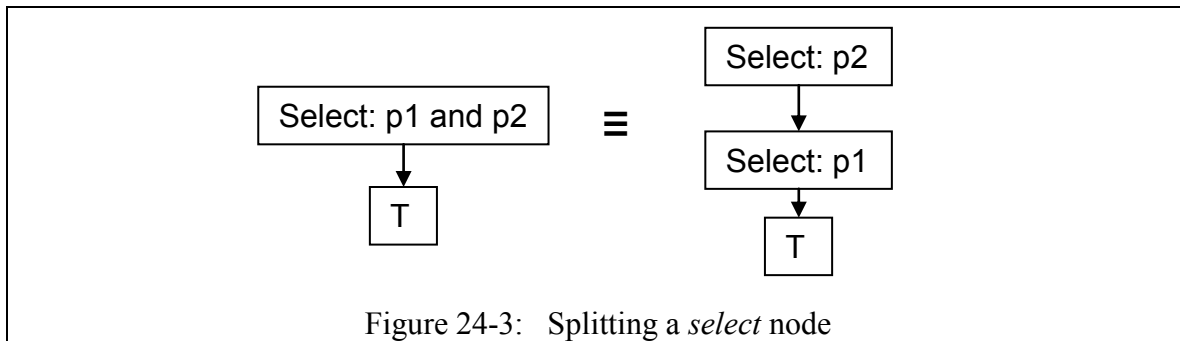 Select: p1 and p2
T
≡
Select: p2
Select: p1
T
Figure 24-3: Splitting a select node